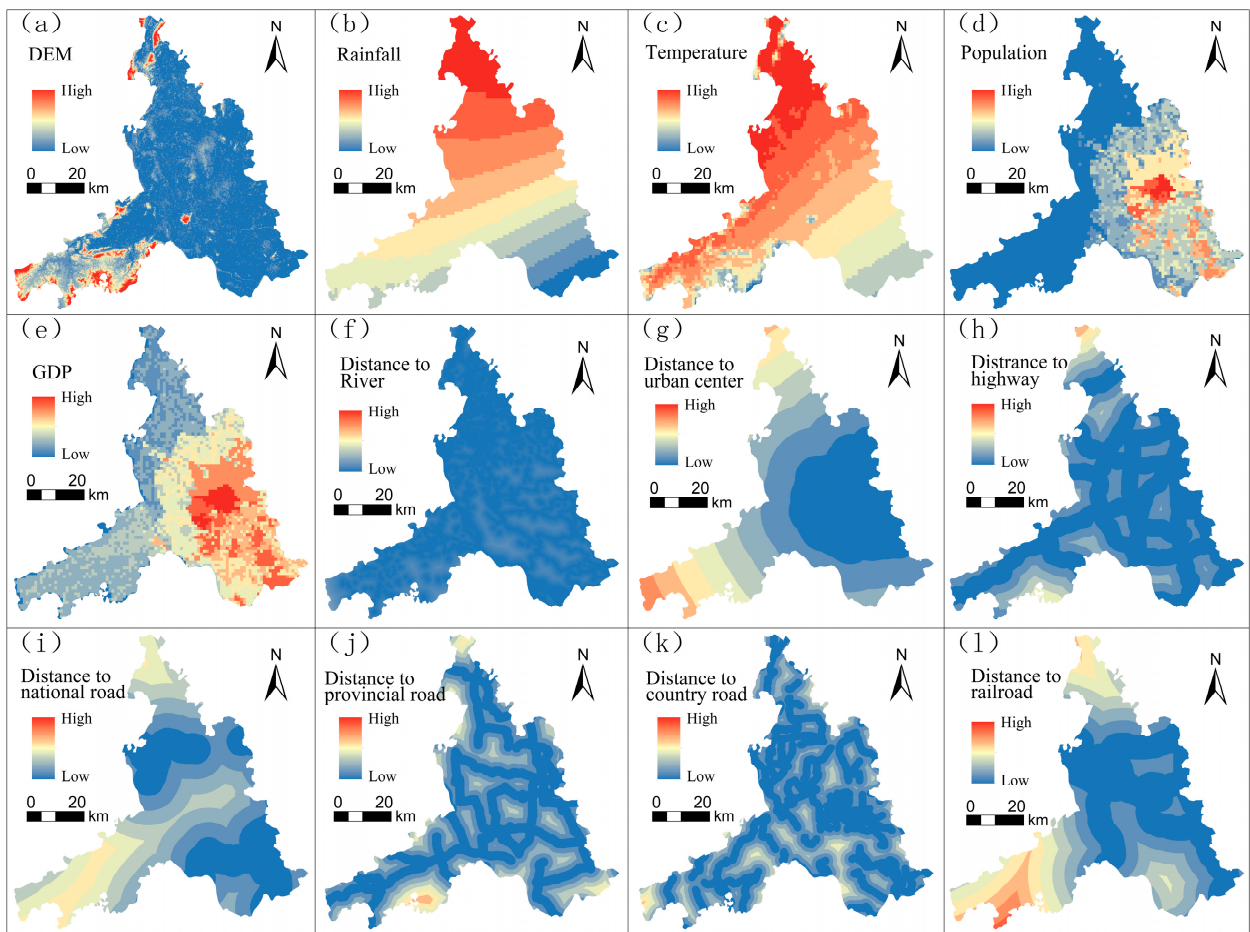 (a)
DEM
N
High
Low
0 20
km
(b)
Rainfall
N
High
Low
0 20
km
(c)
Temperature
N
High
Low
0 20
km
(d)
Population
N
High
Low
0 20
km
(e)
GDP
N
High
Low
0 20
km
(f)
Distance to
River
N
High
Low
0 20
km
(g)
Distance to
urban center
N
High
Low
0 20
km
(h)
Distrance to
highway
N
High
Low
0 20
km
(i)
Distance to
national road
N
High
Low
0 20
km
(j)
Distance to
provincial road
N
High
Low
0 20
km
(k)
Distance to
country road
N
High
Low
0 20
km
(l)
Distance to
railroad
N
High
Low
0 20
km